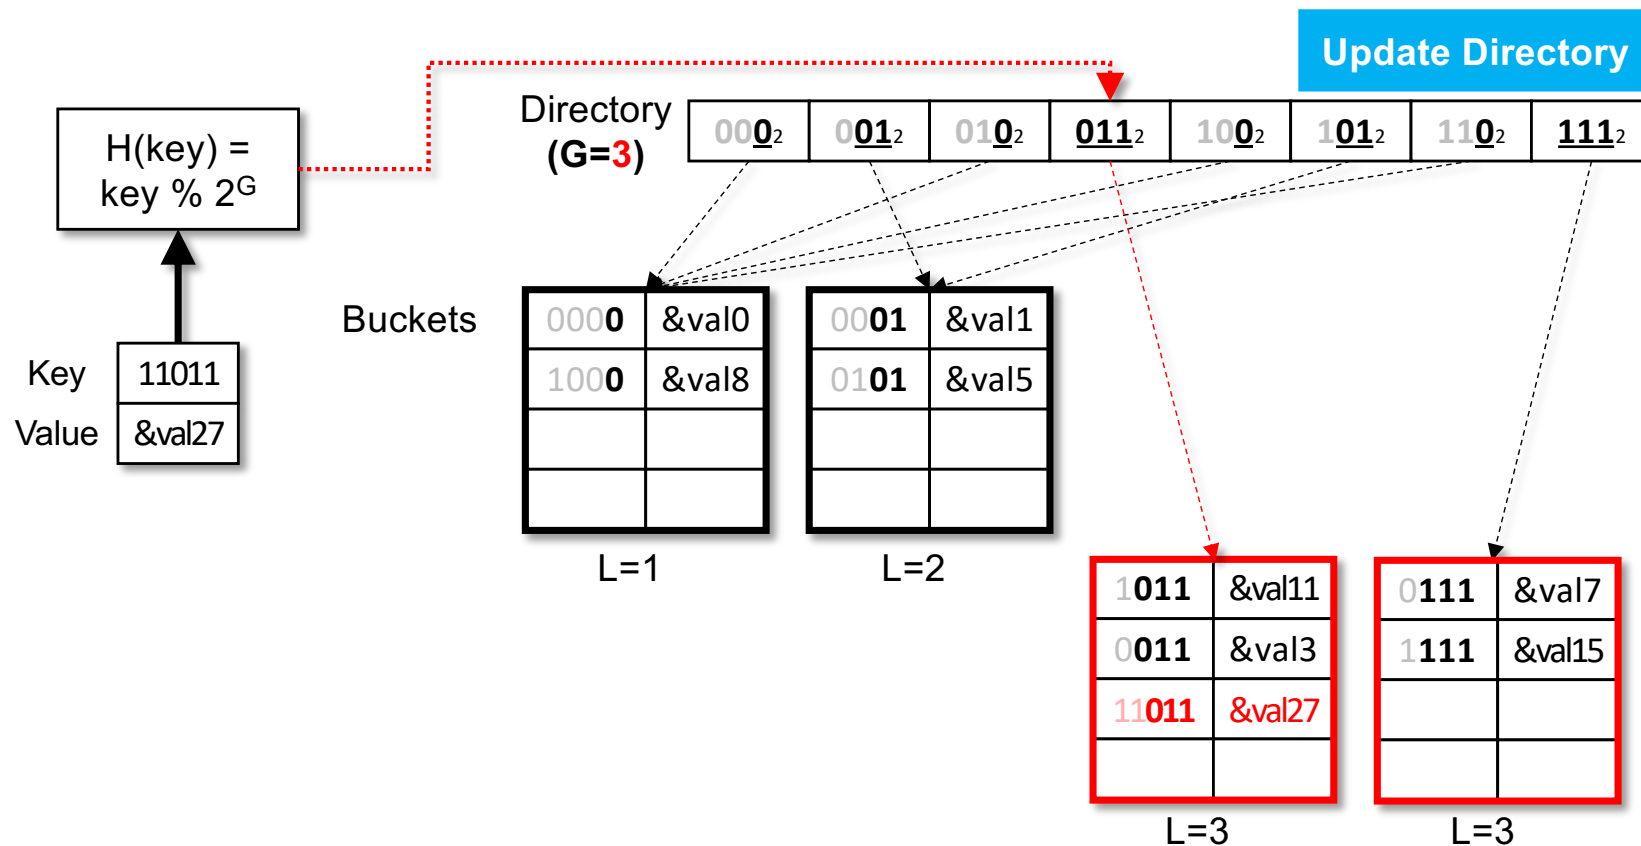 Update Directory
Directory
(G=3)
000₂ 001₂ 010₂ 011₂ 100₂ 101₂ 110₂ 111₂
H(key) =
key % 2ᴳ
Buckets
Key 11011
Value &val27
0000 &val0
1000 &val8
L=1
0001 &val1
0101 &val5
L=2
1011 &val11
0011 &val3
11011 &val27
L=3
0111 &val7
1111 &val15
L=3